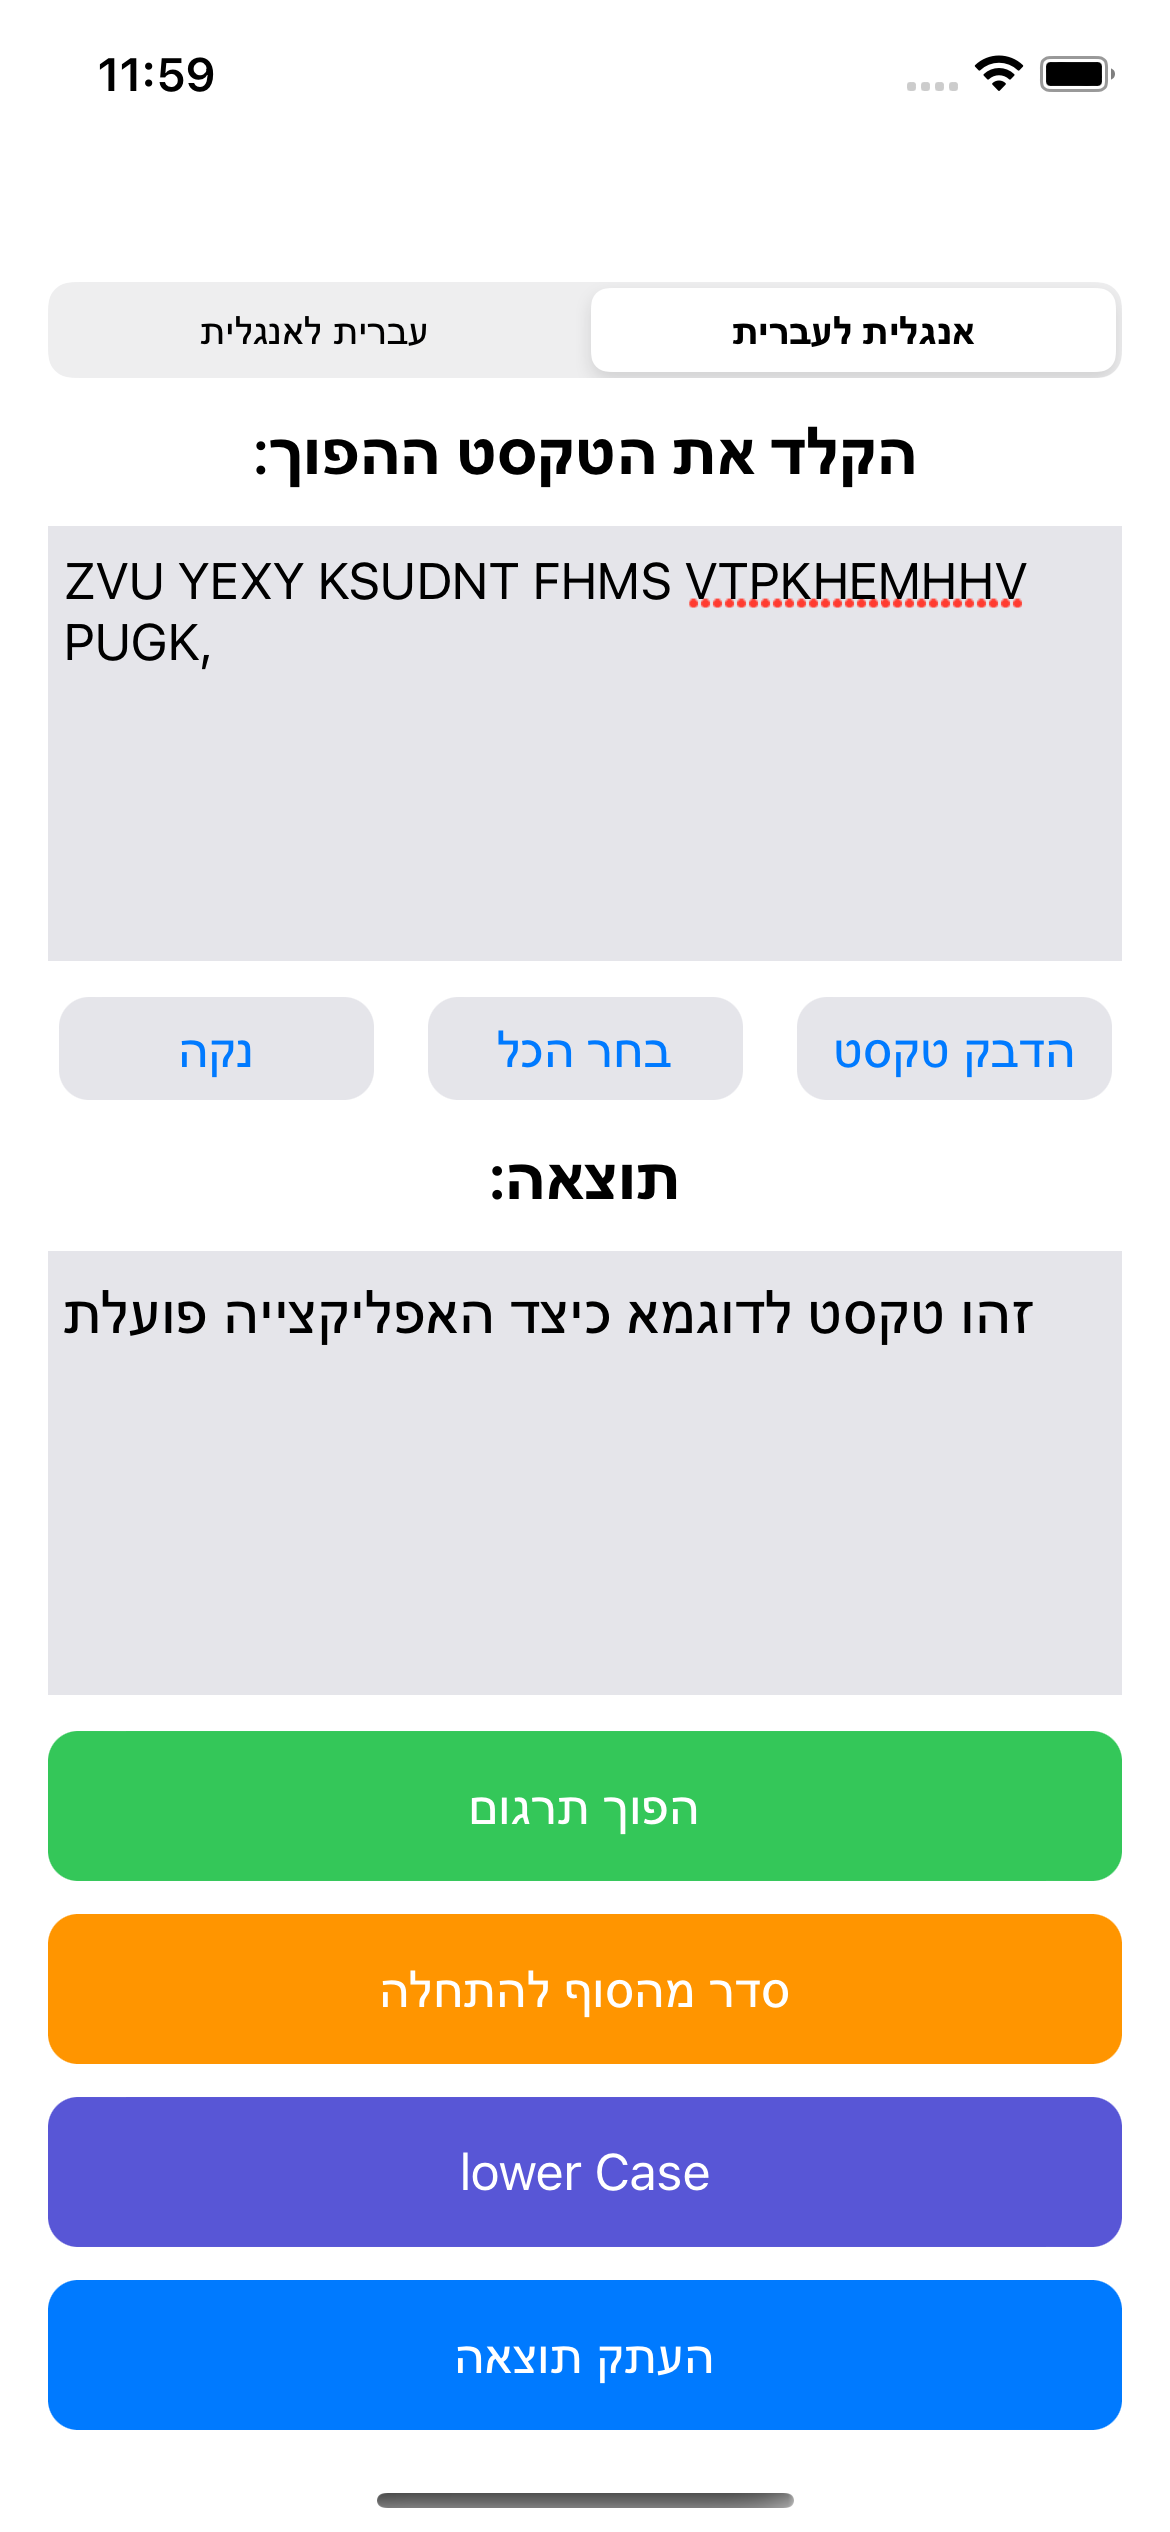 11:59
אנגלית לעברית
עברית לאנגלית
הקלד את הטקסט ההפוך:
ZVU YEXY KSUDNT FHMS VTPKHEMHHV
PUGK,
הדבק טקסט
בחר הכל
נקה
תוצאה:
זהו טקסט לדוגמא כיצד האפליקצייה פועלת
הפוך תרגום
סדר מהסוף להתחלה
lower Case
העתק תוצאה